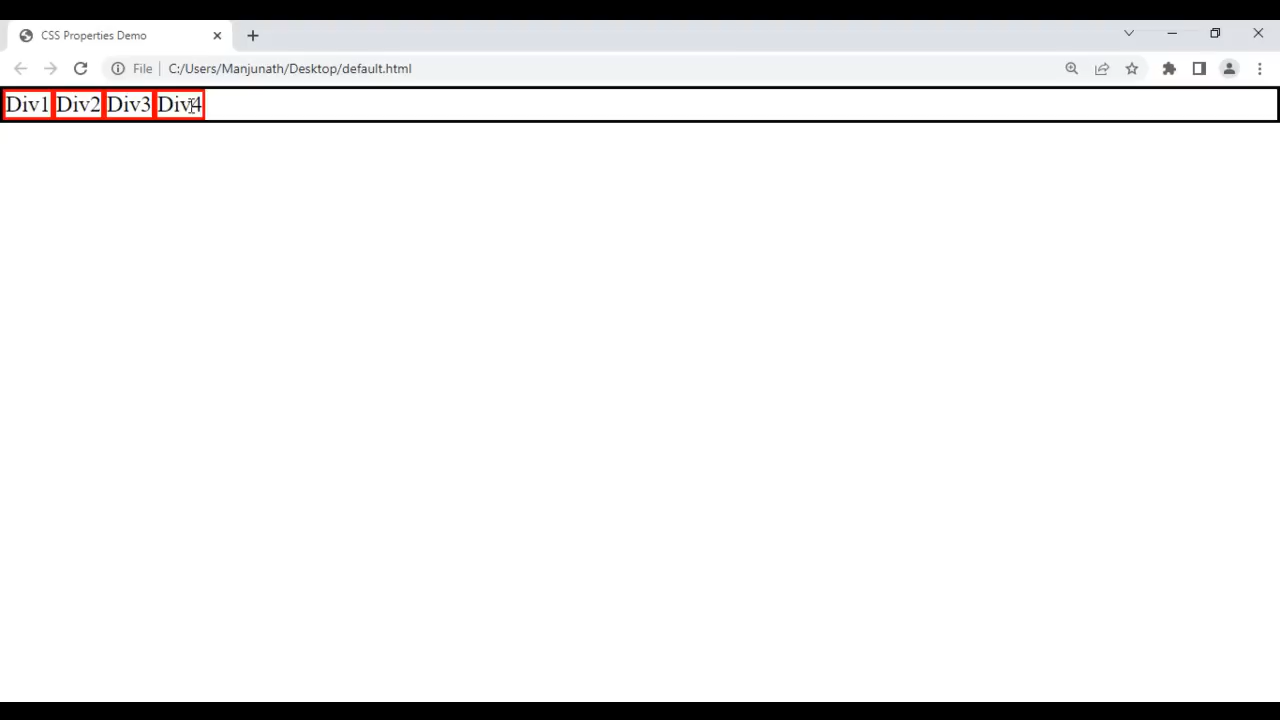 CSS Properties Demo
File C:/Users/Manjunath/Desktop/default.html
Div1 Div2 Div3 Div4